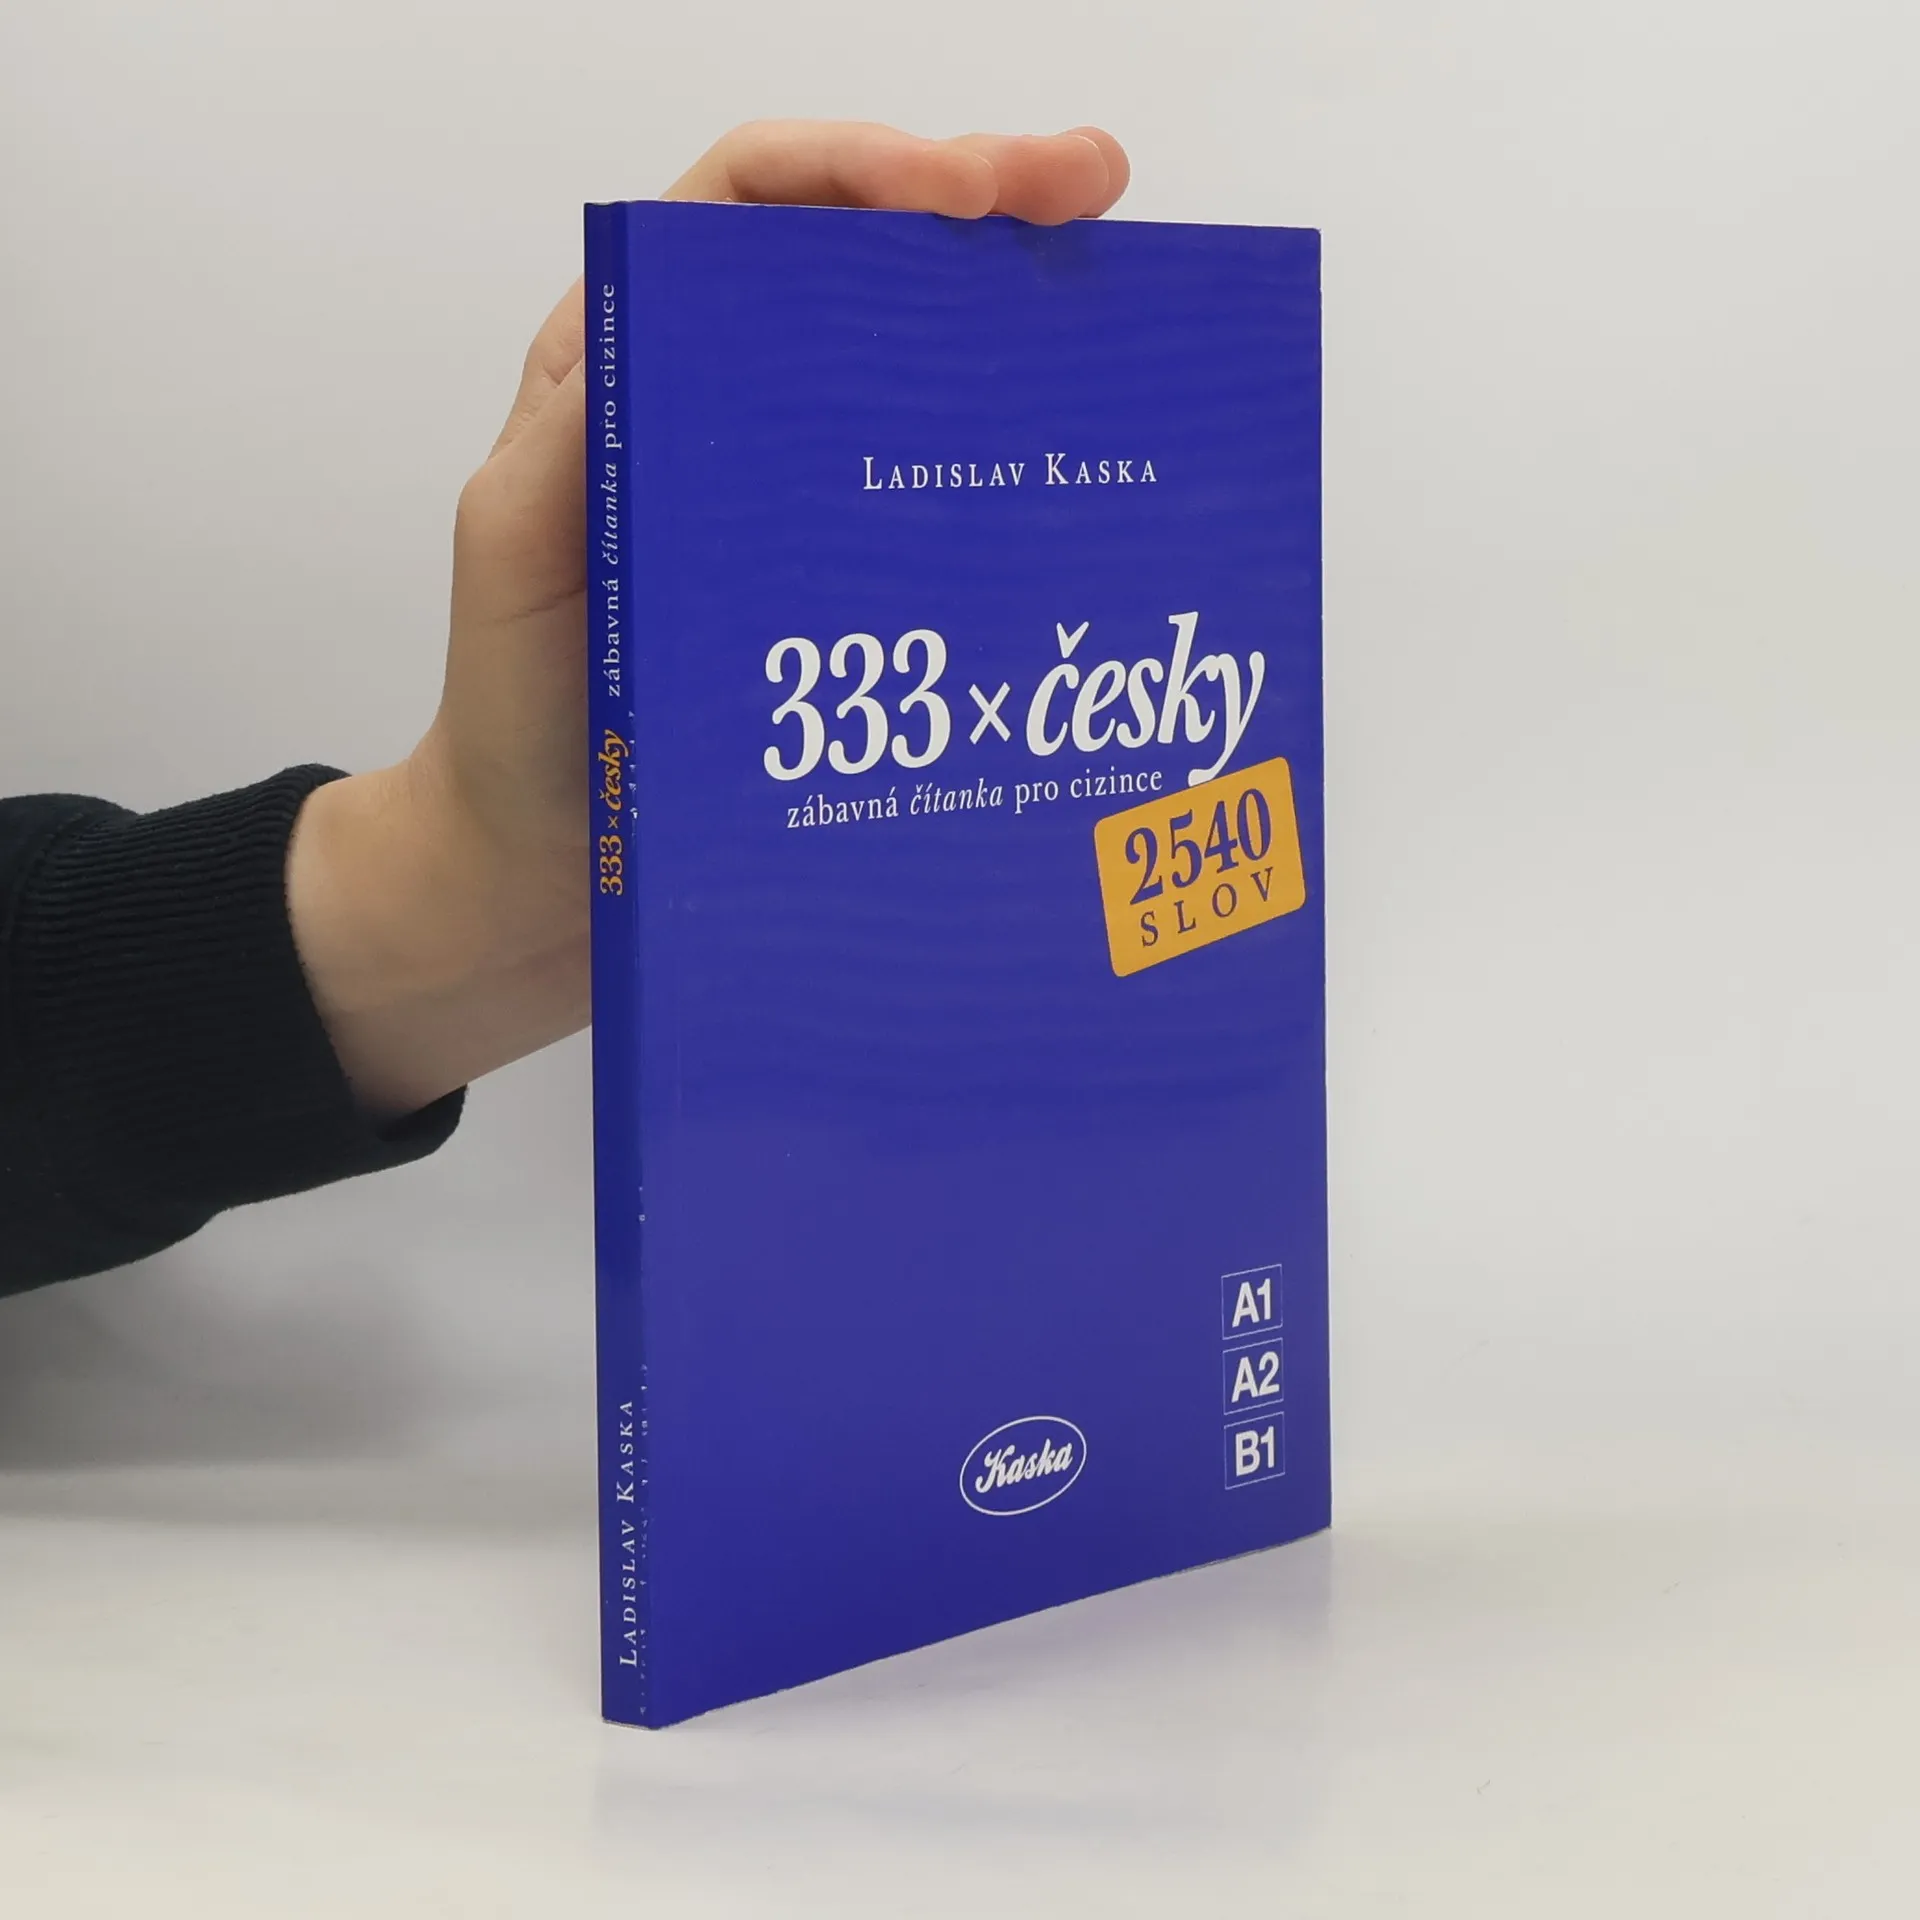 LADISLAV KASKA
333 × česky
zábavná čítanka pro cizince
2540
SLOV
A1
A2
B1
Kaska
LADISLAV KASKA 333 × česky zábavná čítanka pro cizince